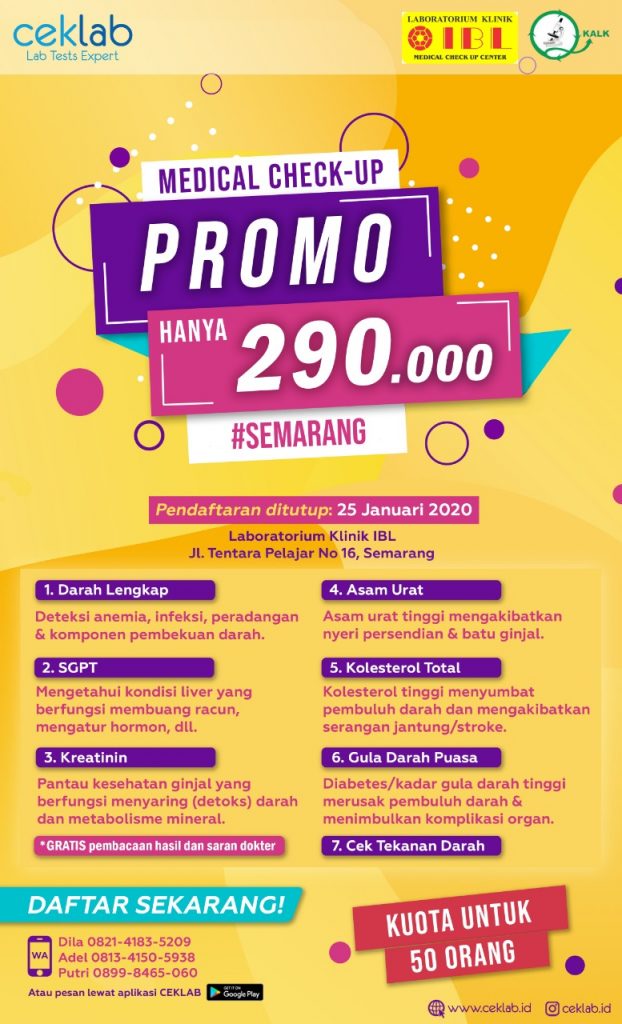 ceklab
Lab Tests Expert
LABORATORIUM KLINIK
IBL
MEDICAL CHECK UP CENTER
KALK
MEDICAL CHECK-UP
PROMO
HANYA 290.000
#SEMARANG
Pendaftaran ditutup: 25 Januari 2020
Laboratorium Klinik IBL
Jl. Tentara Pelajar No 16, Semarang
1. Darah Lengkap
Deteksi anemia, infeksi, peradangan
& komponen pembekuan darah.
2. SGPT
Mengetahui kondisi liver yang
berfungsi membuang racun,
mengatur hormon, dll.
3. Kreatinin
Pantau kesehatan ginjal yang
berfungsi menyaring (detoks) darah
dan metabolisme mineral.
*GRATIS pembacaan hasil dan saran dokter
4. Asam Urat
Asam urat tinggi mengakibatkan
nyeri persendian & batu ginjal.
5. Kolesterol Total
Kolesterol tinggi menyumbat
pembuluh darah dan mengakibatkan
serangan jantung/stroke.
6. Gula Darah Puasa
Diabetes/kadar gula darah tinggi
merusak pembuluh darah &
menimbulkan komplikasi organ.
7. Cek Tekanan Darah
DAFTAR SEKARANG!
WA
Dila 0821-4183-5209
Adel 0813-4150-5938
Putri 0899-8465-060
Atau pesan lewat aplikasi CEKLAB
GET IT ON
Google Play
KUOTA UNTUK
50 ORANG
www.ceklab.id
ceklab.id